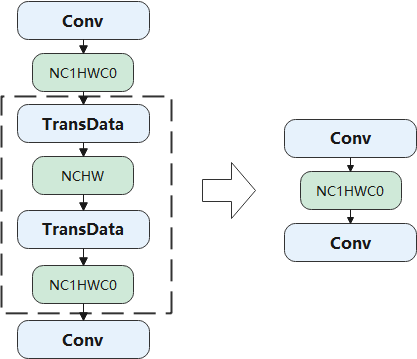 Conv
NC1HWC0
TransData
NCHW
TransData
NC1HWC0
Conv
Conv
NC1HWC0
Conv